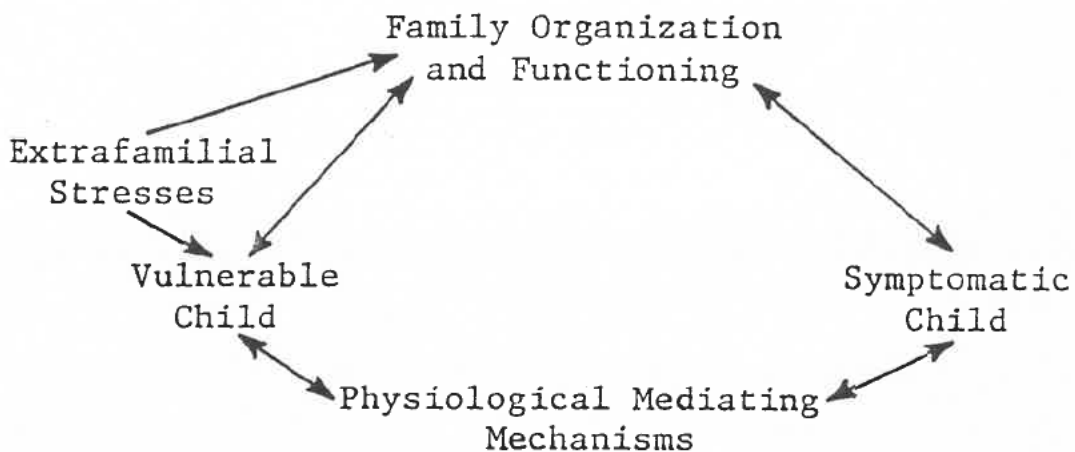 Family Organization
and Functioning
Extrafamilial
Stresses
Vulnerable
Child
Symptomatic
Child
Physiological Mediating
Mechanisms